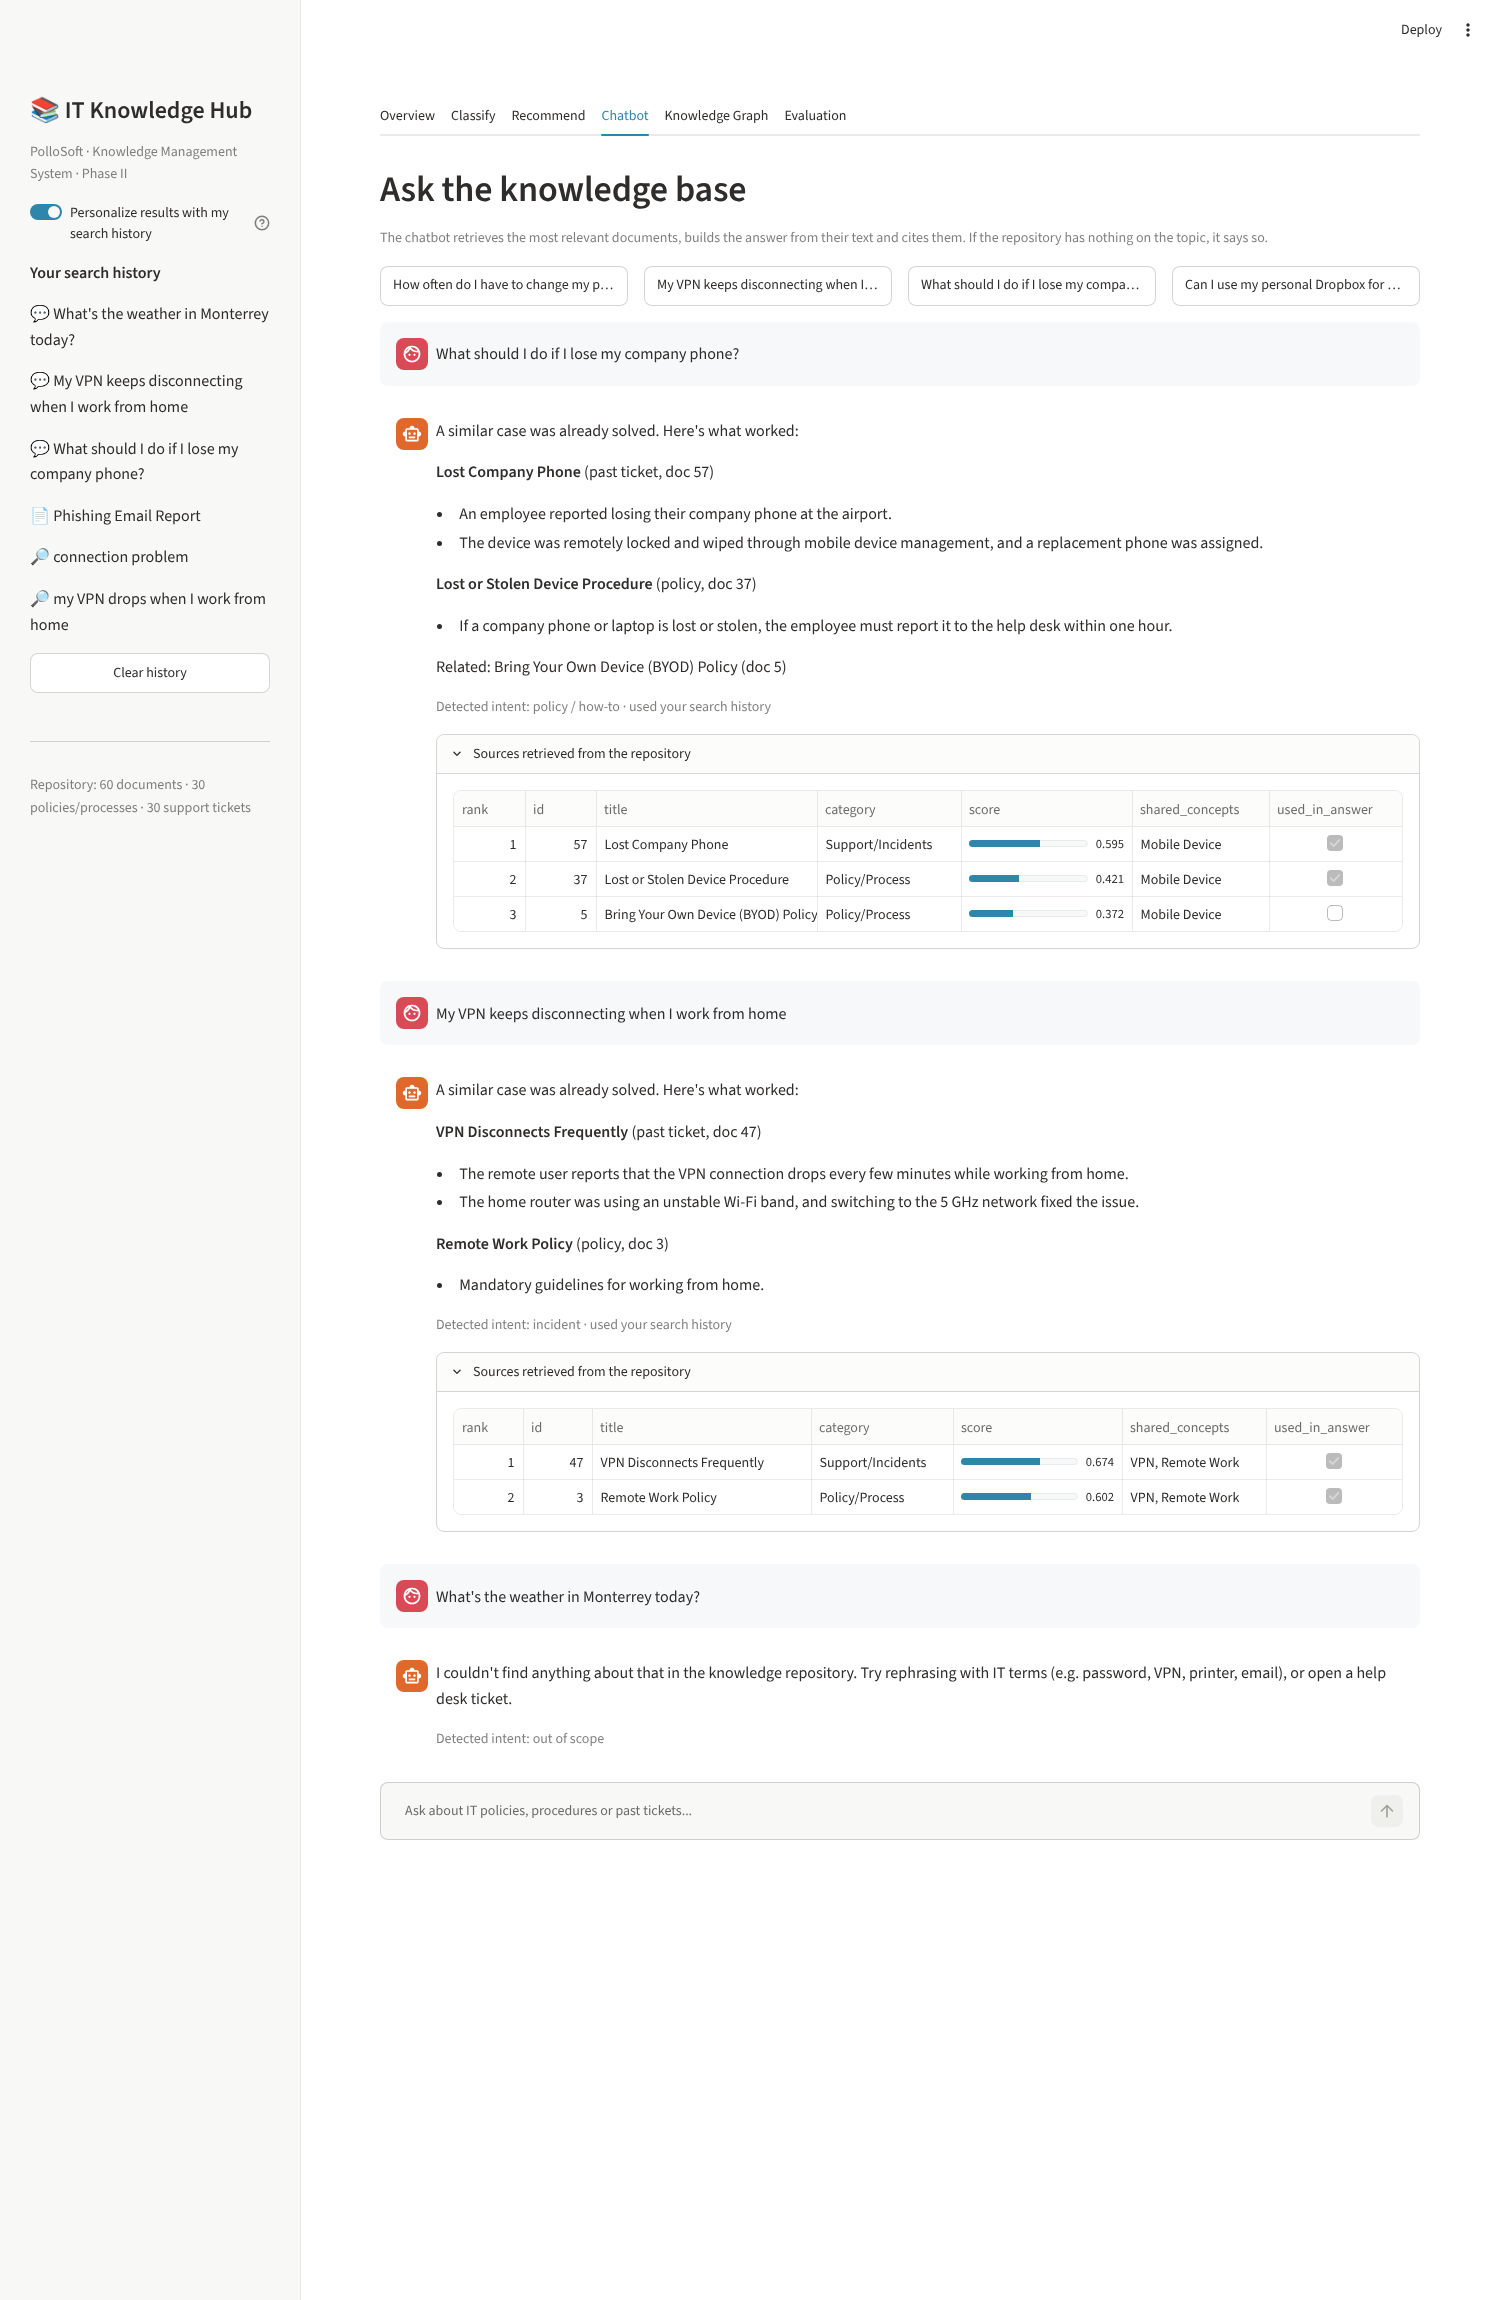 Deploy
📚 IT Knowledge Hub
PolloSoft · Knowledge Management
System · Phase II
Personalize results with my
search history
Your search history
💬 What's the weather in Monterrey
today?
💬 My VPN keeps disconnecting
when I work from home
💬 What should I do if I lose my
company phone?
📄 Phishing Email Report
🔎 connection problem
🔎 my VPN drops when I work from
home
Clear history
Repository: 60 documents · 30
policies/processes · 30 support tickets
Overview Classify Recommend Chatbot Knowledge Graph Evaluation
Ask the knowledge base
The chatbot retrieves the most relevant documents, builds the answer from their text and cites them. If the repository has nothing on the topic, it says so.
How often do I have to change my p… My VPN keeps disconnecting when I… What should I do if I lose my compa… Can I use my personal Dropbox for …
What should I do if I lose my company phone?
A similar case was already solved. Here's what worked:
Lost Company Phone (past ticket, doc 57)
• An employee reported losing their company phone at the airport.
• The device was remotely locked and wiped through mobile device management, and a replacement phone was assigned.
Lost or Stolen Device Procedure (policy, doc 37)
• If a company phone or laptop is lost or stolen, the employee must report it to the help desk within one hour.
Related: Bring Your Own Device (BYOD) Policy (doc 5)
Detected intent: policy / how-to · used your search history
Sources retrieved from the repository
rank id title category score shared_concepts used_in_answer
1 57 Lost Company Phone Support/Incidents 0.595 Mobile Device
2 37 Lost or Stolen Device Procedure Policy/Process 0.421 Mobile Device
3 5 Bring Your Own Device (BYOD) Policy Policy/Process 0.372 Mobile Device
My VPN keeps disconnecting when I work from home
A similar case was already solved. Here's what worked:
VPN Disconnects Frequently (past ticket, doc 47)
• The remote user reports that the VPN connection drops every few minutes while working from home.
• The home router was using an unstable Wi-Fi band, and switching to the 5 GHz network fixed the issue.
Remote Work Policy (policy, doc 3)
• Mandatory guidelines for working from home.
Detected intent: incident · used your search history
Sources retrieved from the repository
rank id title category score shared_concepts used_in_answer
1 47 VPN Disconnects Frequently Support/Incidents 0.674 VPN, Remote Work
2 3 Remote Work Policy Policy/Process 0.602 VPN, Remote Work
What's the weather in Monterrey today?
I couldn't find anything about that in the knowledge repository. Try rephrasing with IT terms (e.g. password, VPN, printer, email), or open a help
desk ticket.
Detected intent: out of scope
Ask about IT policies, procedures or past tickets...